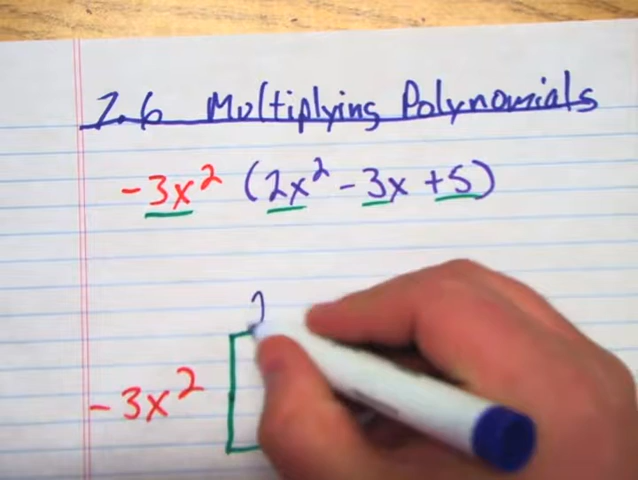 7.6 Multiplying Polynomials
-3x² (2x² - 3x + 5)
-3x²